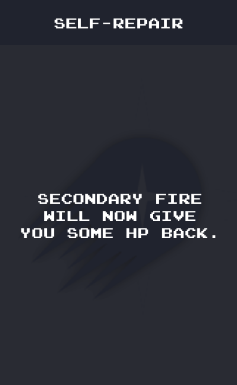 SELF-REPAIR
SECONDARY FIRE
WILL NOW GIVE
YOU SOME HP BACK.